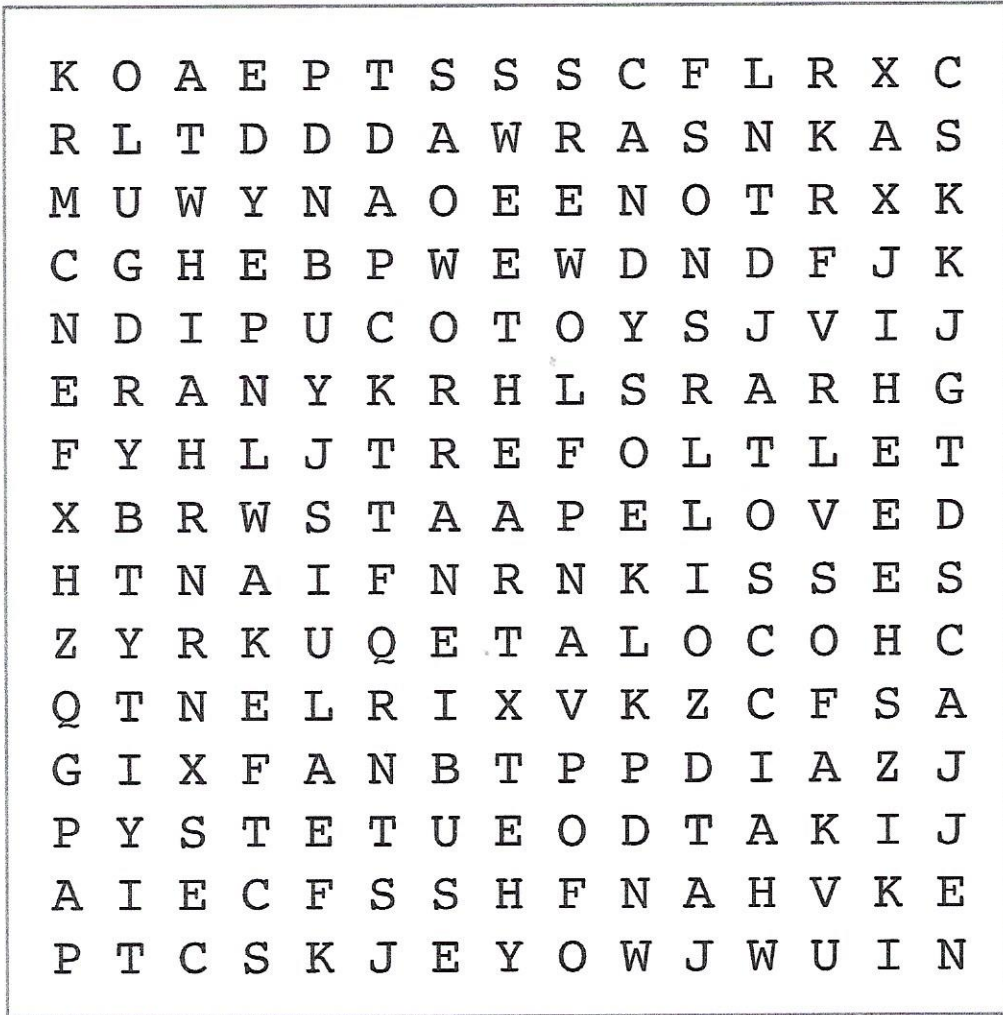 K O A E P T S S S C F L R X C
R L T D D D A W R A S N K A S
M U W Y N A O E E N O T R X K
C G H E B P W E W D N D F J K
N D I P U C O T O Y S J V I J
E R A N Y K R H L S R A R H G
F Y H L J T R E F O L T L E T
X B R W S T A A P E L O V E D
H T N A I F N R N K I S S E S
Z Y R K U Q E T A L O C O H C
Q T N E L R I X V K Z C F S A
G I X F A N B T P P D I A Z J
P Y S T E T U E O D T A K I J
A I E C F S S H F N A H V K E
P T C S K J E Y O W J W U I N